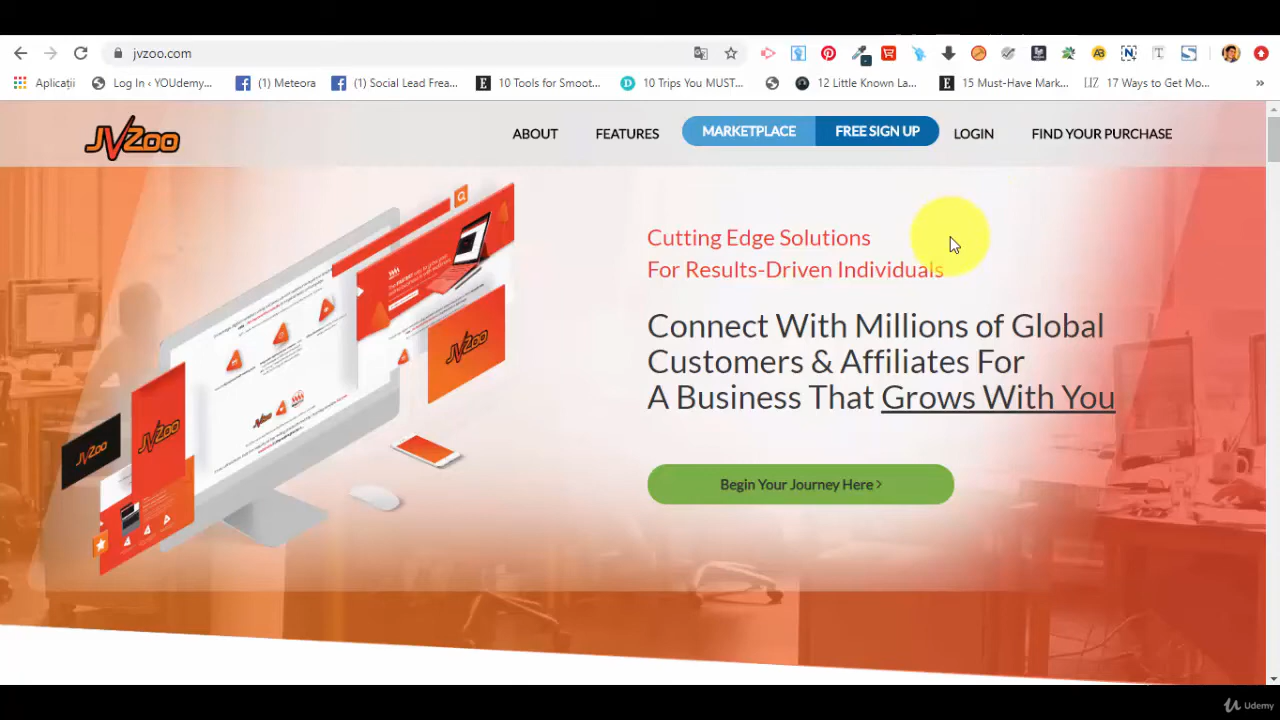 jvzoo.com
Aplicații
Log In ‹ YOUdemy...
(1) Meteora
(1) Social Lead Frea...
10 Tools for Smoot...
10 Trips You MUST...
12 Little Known La...
15 Must-Have Mark...
17 Ways to Get Mo...
»
JVZoo
ABOUT
FEATURES
MARKETPLACE
FREE SIGN UP
LOGIN
FIND YOUR PURCHASE
Cutting Edge Solutions
For Results-Driven Individuals
Connect With Millions of Global
Customers & Affiliates For
A Business That Grows With You
Begin Your Journey Here >
JVZoo
JVZoo
JVZoo
Udemy